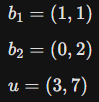 b₁ = (1, 1)
b₂ = (0, 2)
u = (3, 7)